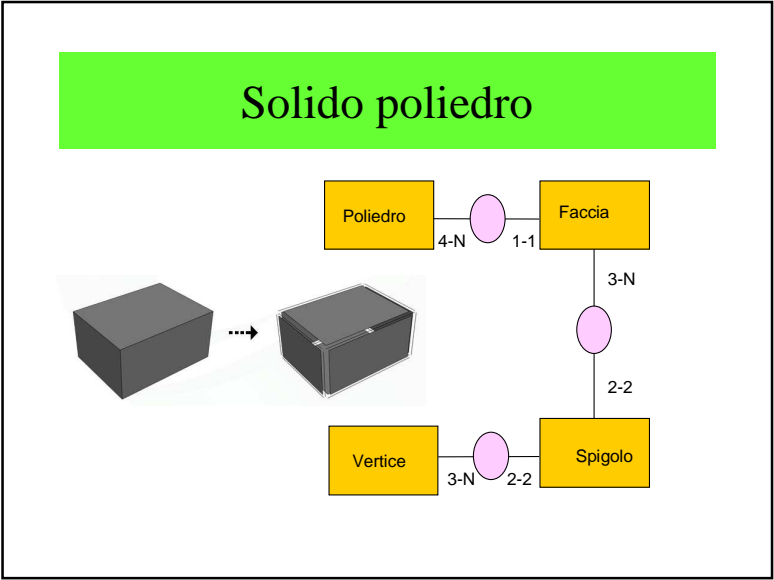 Solido poliedro
Poliedro
4-N
1-1
Faccia
3-N
2-2
Vertice
3-N
2-2
Spigolo